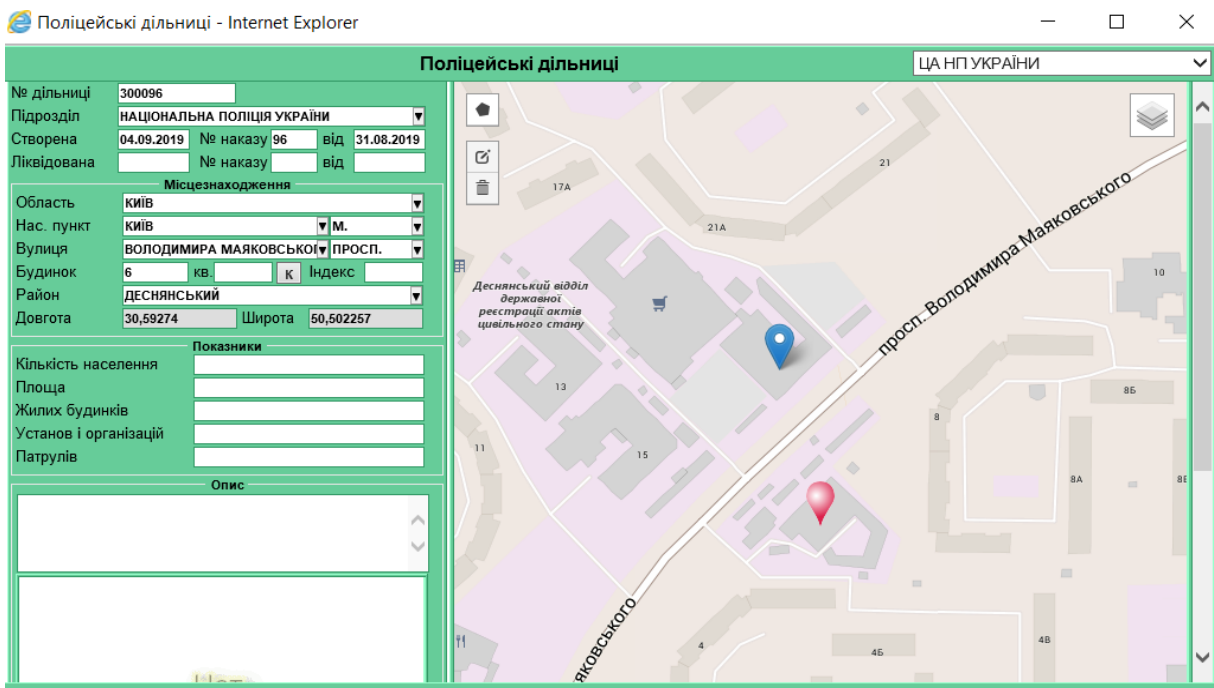 Поліцейські дільниці - Internet Explorer
Поліцейські дільниці
ЦА НП УКРАЇНИ
№ дільниці 300096
Підрозділ НАЦІОНАЛЬНА ПОЛІЦІЯ УКРАЇНИ
Створена 04.09.2019 № наказу 96 від 31.08.2019
Ліквідована № наказу від
Місцезнаходження
Область КИЇВ
Нас. пункт КИЇВ М.
Вулиця ВОЛОДИМИРА МАЯКОВСЬКОГ ПРОСП.
Будинок 6 кв. К Індекс
Район ДЕСНЯНСЬКИЙ
Довгота 30,59274 Широта 50,502257
Показники
Кількість населення
Площа
Жилих будинків
Установ і організацій
Патрулів
Опис
17А
21
21А
просп. Володимира Маяковського
10
Деснянський відділ
державної
реєстрації актів
цивільного стану
13
8Б
8
11
15
8А
4
4Б
4В